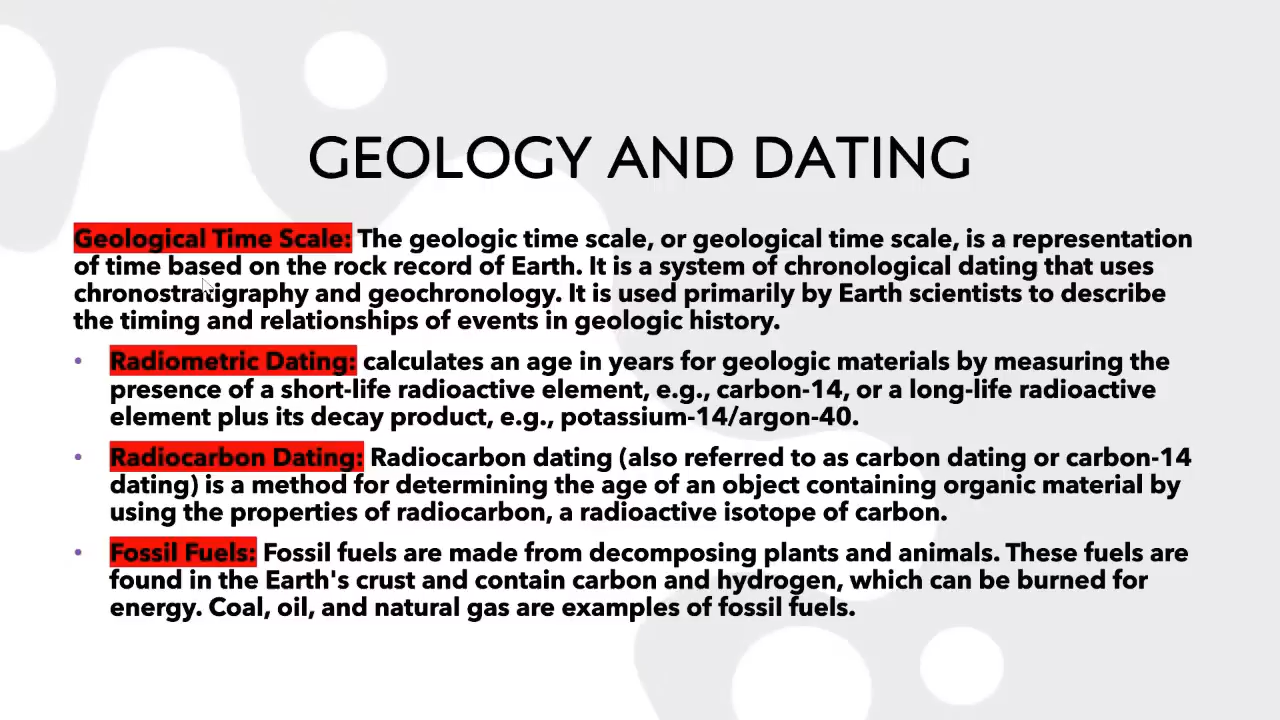 GEOLOGY AND DATING
Geological Time Scale: The geologic time scale, or geological time scale, is a representation
of time based on the rock record of Earth. It is a system of chronological dating that uses
chronostratigraphy and geochronology. It is used primarily by Earth scientists to describe
the timing and relationships of events in geologic history.
• Radiometric Dating: calculates an age in years for geologic materials by measuring the
presence of a short-life radioactive element, e.g., carbon-14, or a long-life radioactive
element plus its decay product, e.g., potassium-14/argon-40.
• Radiocarbon Dating: Radiocarbon dating (also referred to as carbon dating or carbon-14
dating) is a method for determining the age of an object containing organic material by
using the properties of radiocarbon, a radioactive isotope of carbon.
• Fossil Fuels: Fossil fuels are made from decomposing plants and animals. These fuels are
found in the Earth's crust and contain carbon and hydrogen, which can be burned for
energy. Coal, oil, and natural gas are examples of fossil fuels.